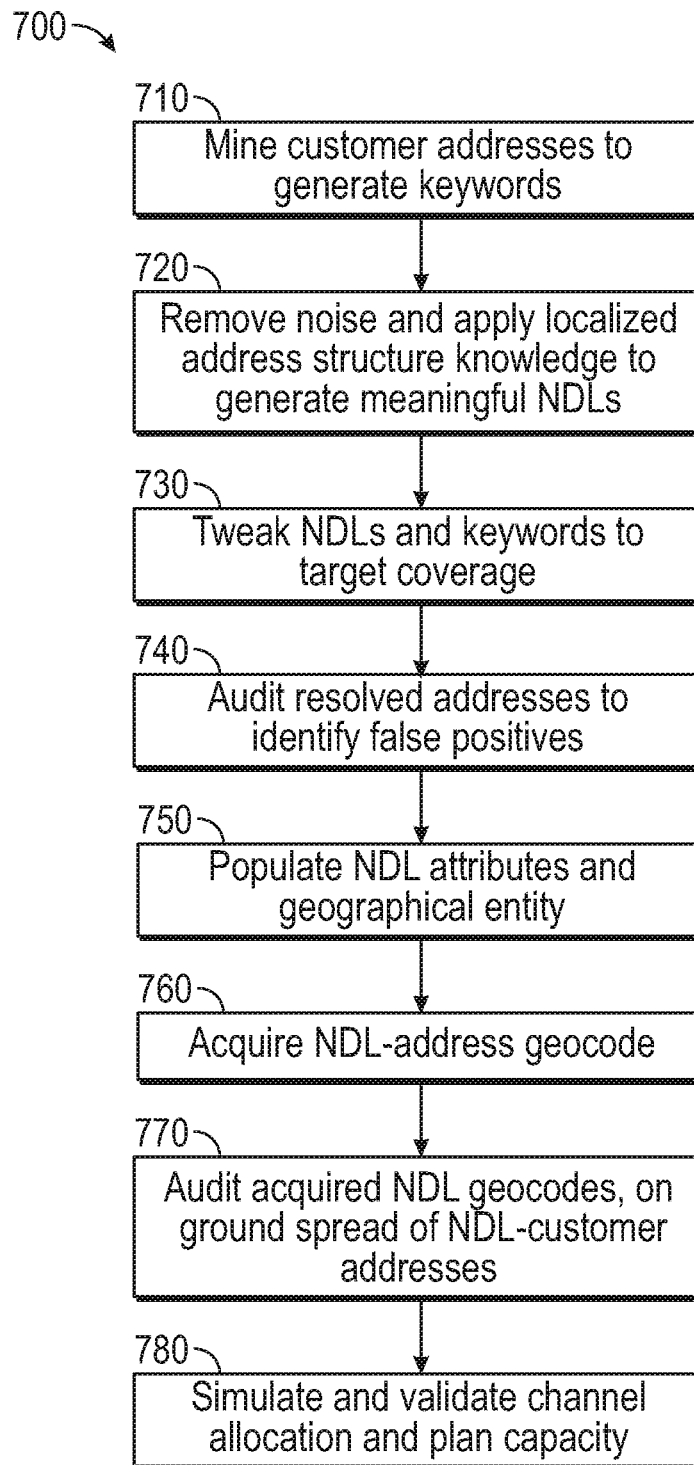 700
710
Mine customer addresses to
generate keywords
720
Remove noise and apply localized
address structure knowledge to
generate meaningful NDLs
730
Tweak NDLs and keywords to
target coverage
740
Audit resolved addresses to
identify false positives
750
Populate NDL attributes and
geographical entity
760
Acquire NDL-address geocode
770
Audit acquired NDL geocodes, on
ground spread of NDL-customer
addresses
780
Simulate and validate channel
allocation and plan capacity